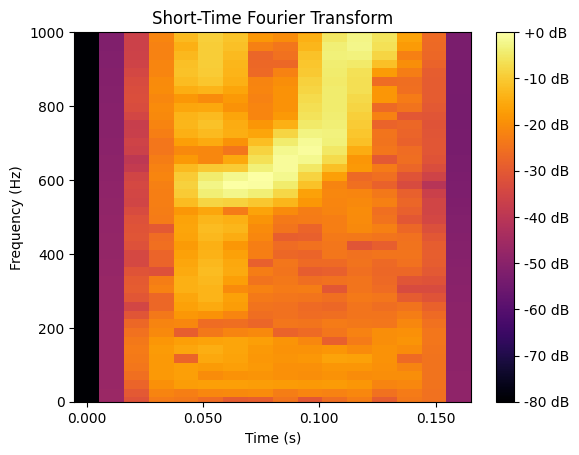 Short-Time Fourier Transform
1000
800
600
400
200
0
Frequency (Hz)
0.000
0.050
0.100
0.150
Time (s)
+0 dB
-10 dB
-20 dB
-30 dB
-40 dB
-50 dB
-60 dB
-70 dB
-80 dB